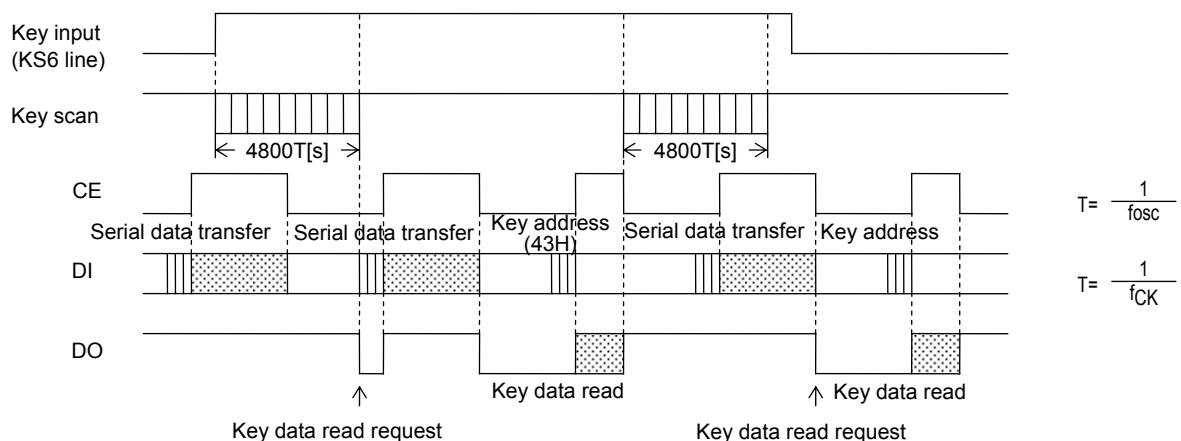 Key input
(KS6 line)
Key scan
4800T[s] 4800T[s]
CE
T= 1/fosc
Serial data transfer Serial data transfer Key address (43H) Serial data transfer Key address
DI
T= 1/fCK
DO
Key data read Key data read
Key data read request Key data read request